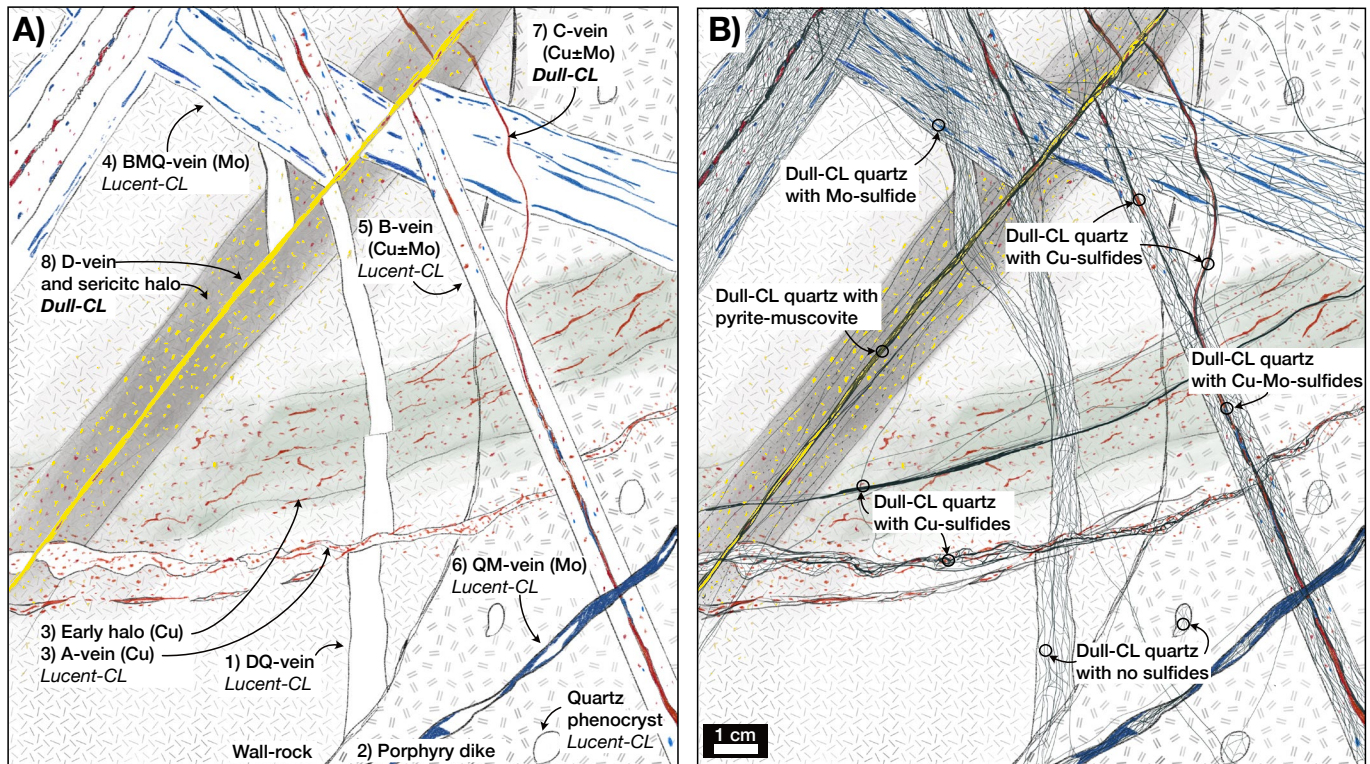 A)
7) C-vein
(Cu±Mo)
Dull-CL
4) BMQ-vein (Mo)
Lucent-CL
5) B-vein
(Cu±Mo)
Lucent-CL
8) D-vein
and sericitc halo
Dull-CL
6) QM-vein (Mo)
Lucent-CL
3) Early halo (Cu)
3) A-vein (Cu)
Lucent-CL
1) DQ-vein
Lucent-CL
Quartz
phenocryst
Lucent-CL
Wall-rock
2) Porphyry dike
B)
Dull-CL quartz
with Mo-sulfide
Dull-CL quartz
with Cu-sulfides
Dull-CL quartz with
pyrite-muscovite
Dull-CL quartz
with Cu-Mo-sulfides
Dull-CL quartz
with Cu-sulfides
Dull-CL quartz
with no sulfides
1 cm